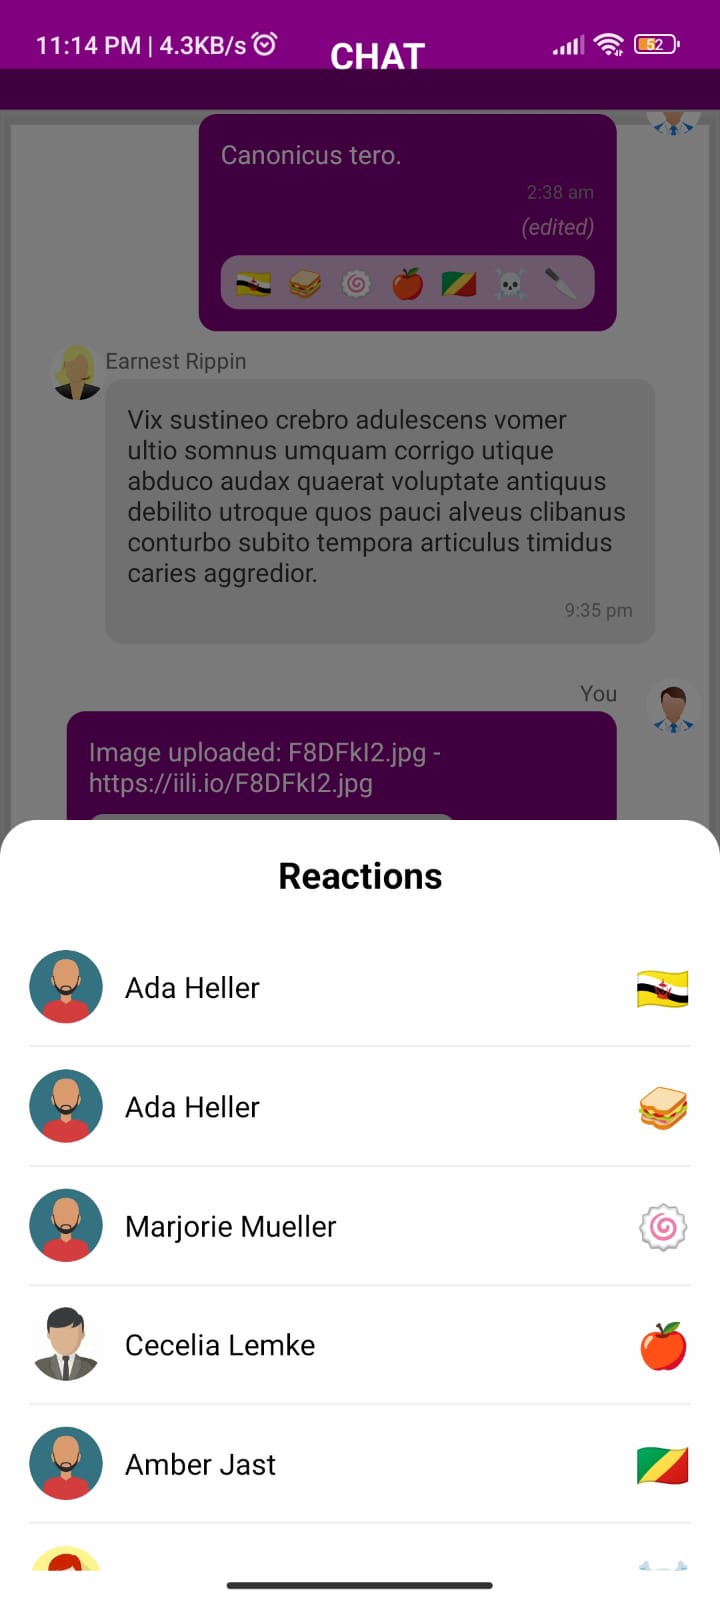 11:14 PM | 4.3KB/s
52
CHAT
Canonicus tero.
2:38 am
(edited)
Earnest Rippin
Vix sustineo crebro adulescens vomer
ultio somnus umquam corrigo utique
abduco audax quaerat voluptate antiquus
debilito utroque quos pauci alveus clibanus
conturbo subito tempora articulus timidus
caries aggredior.
9:35 pm
You
Image uploaded: F8DFkI2.jpg -
https://iili.io/F8DFkI2.jpg
Reactions
Ada Heller
Ada Heller
Marjorie Mueller
Cecelia Lemke
Amber Jast